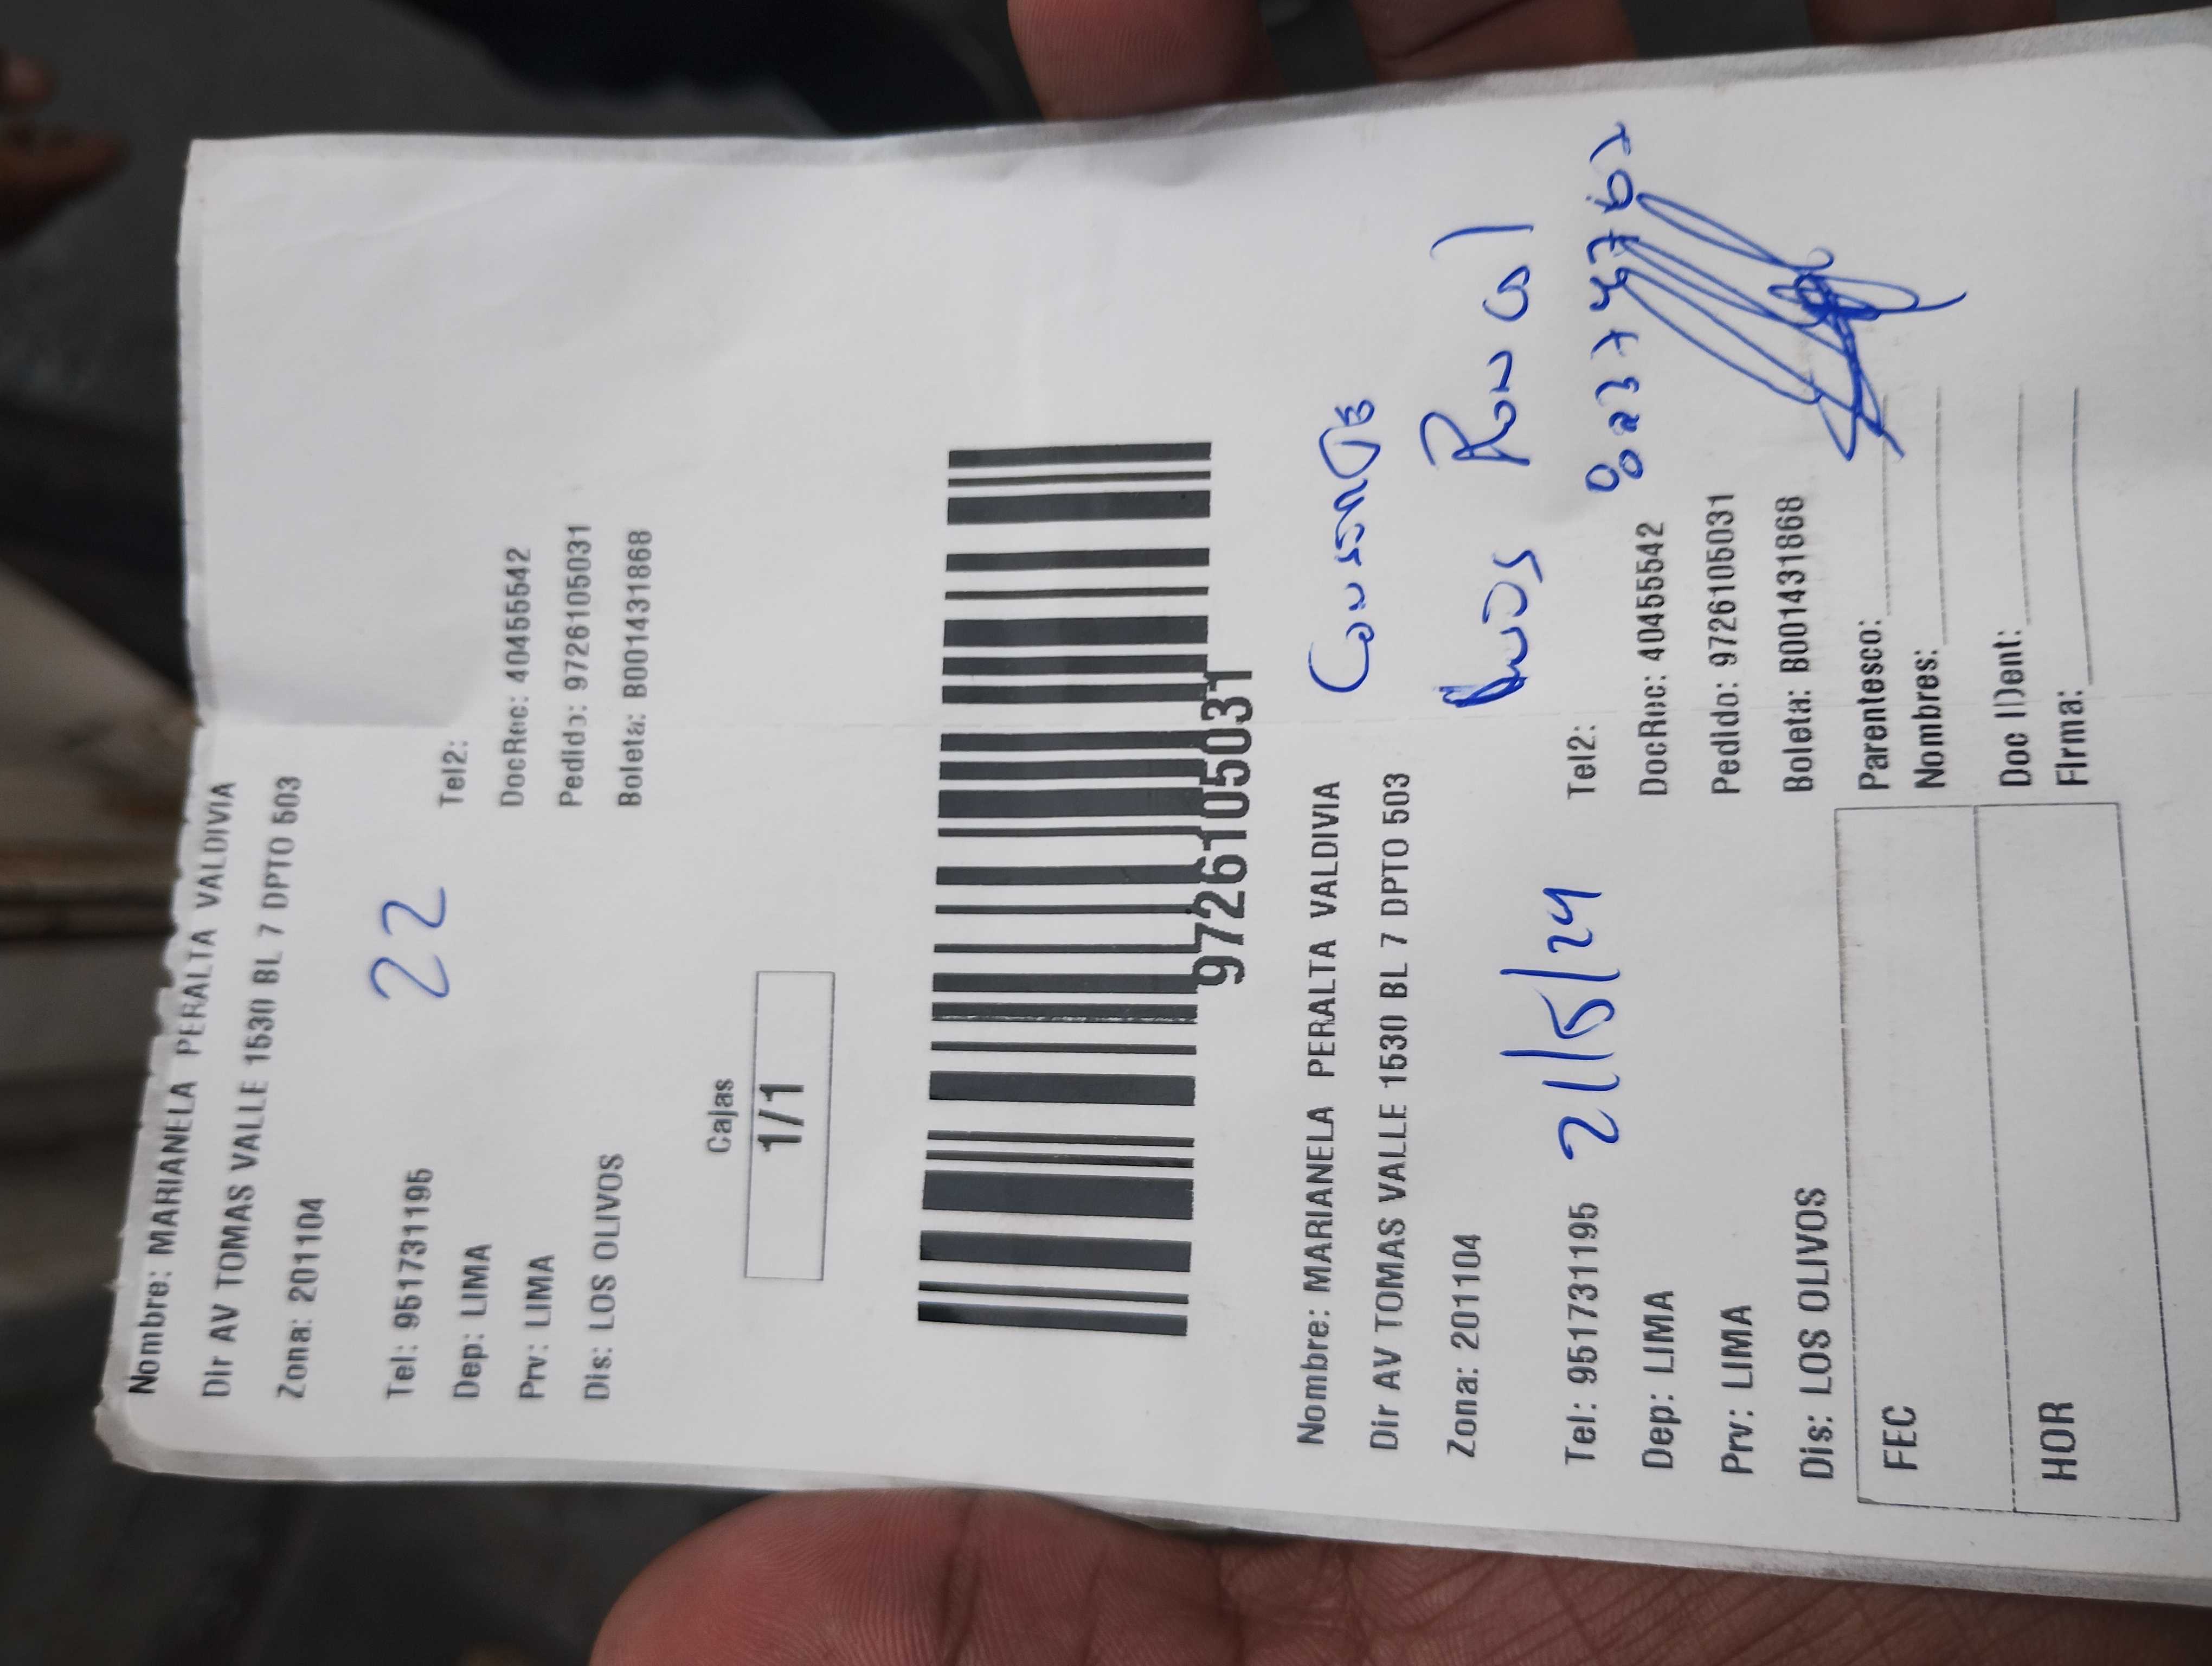 Nombre: MARIANELA PERALTA VALDIVIA
Dir AV TOMAS VALLE 1530 BL 7 DPTO 503
Zona: 201104
22
Tel: 951731195 Tel2:
Dep: LIMA DocRec: 40455542
Prv: LIMA Pedido: 9726105031
Dis: LOS OLIVOS Boleta: B001431868
Cajas
1/1
9726105031
Nombre: MARIANELA PERALTA VALDIVIA
Dir AV TOMAS VALLE 1530 BL 7 DPTO 503
Zona: 201104
21/5/24
Tel: 951731195 Tel2:
Dep: LIMA DocRec: 40455542
Prv: LIMA Pedido: 9726105031
Dis: LOS OLIVOS Boleta: B001431868
FEC Parentesco:
Nombres:
HOR Doc IDent:
Firma: